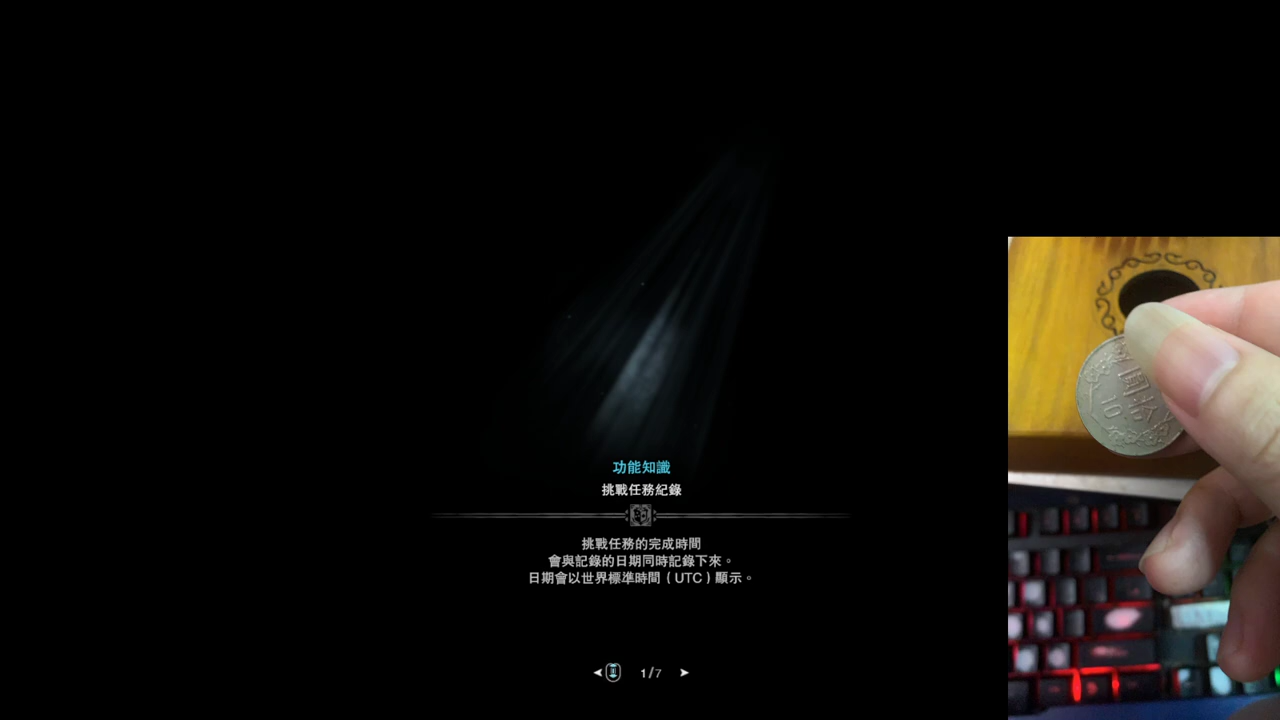 功能知識
挑戰任務紀錄
挑戰任務的完成時間
會與記錄的日期同時記錄下來。
日期會以世界標準時間（UTC）顯示。
1/7
拾圓
10